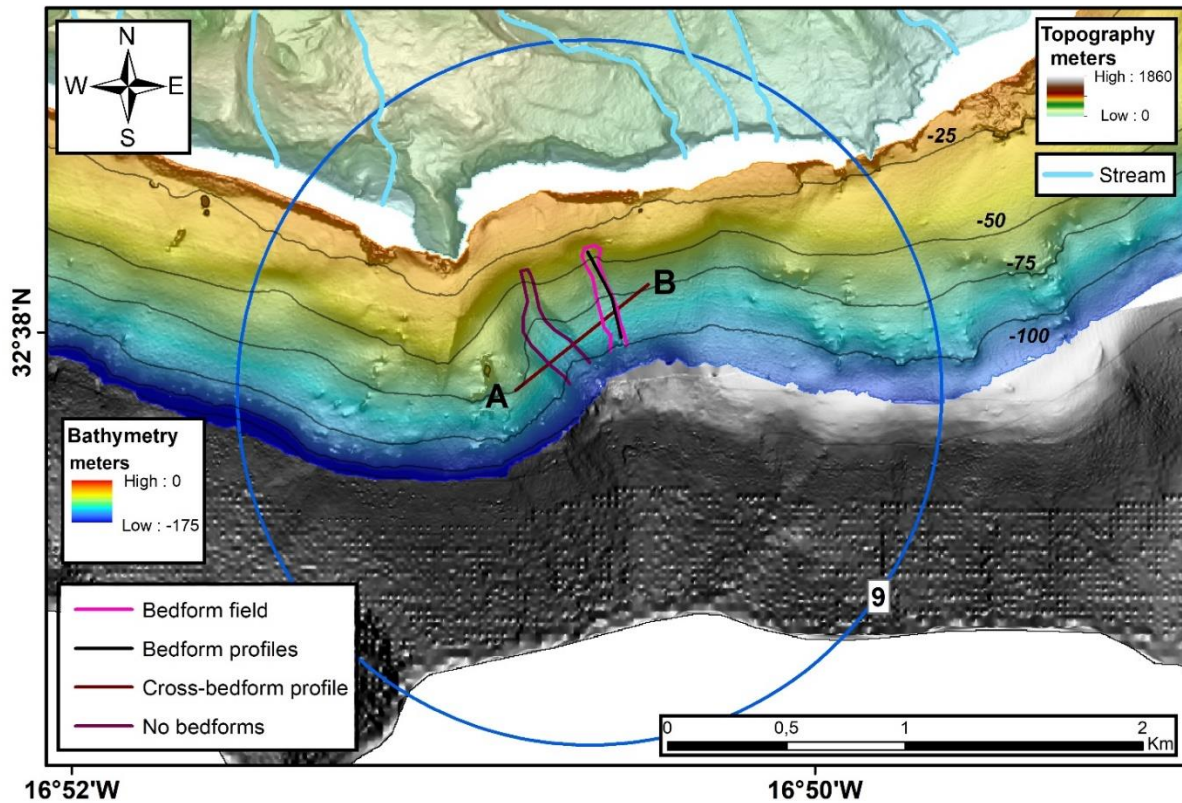 N
W E
S
Topography
meters
High : 1860
Low : 0
Stream
-25
-50
-75
-100
B
A
32°38'N
Bathymetry
meters
High : 0
Low : -175
Bedform field
Bedform profiles
Cross-bedform profile
No bedforms
9
0 0,5 1 2
Km
16°52'W 16°50'W